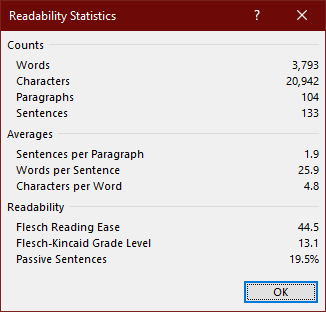 Readability Statistics ? ×
Counts
Words 3,793
Characters 20,942
Paragraphs 104
Sentences 133
Averages
Sentences per Paragraph 1.9
Words per Sentence 25.9
Characters per Word 4.8
Readability
Flesch Reading Ease 44.5
Flesch-Kincaid Grade Level 13.1
Passive Sentences 19.5%
OK